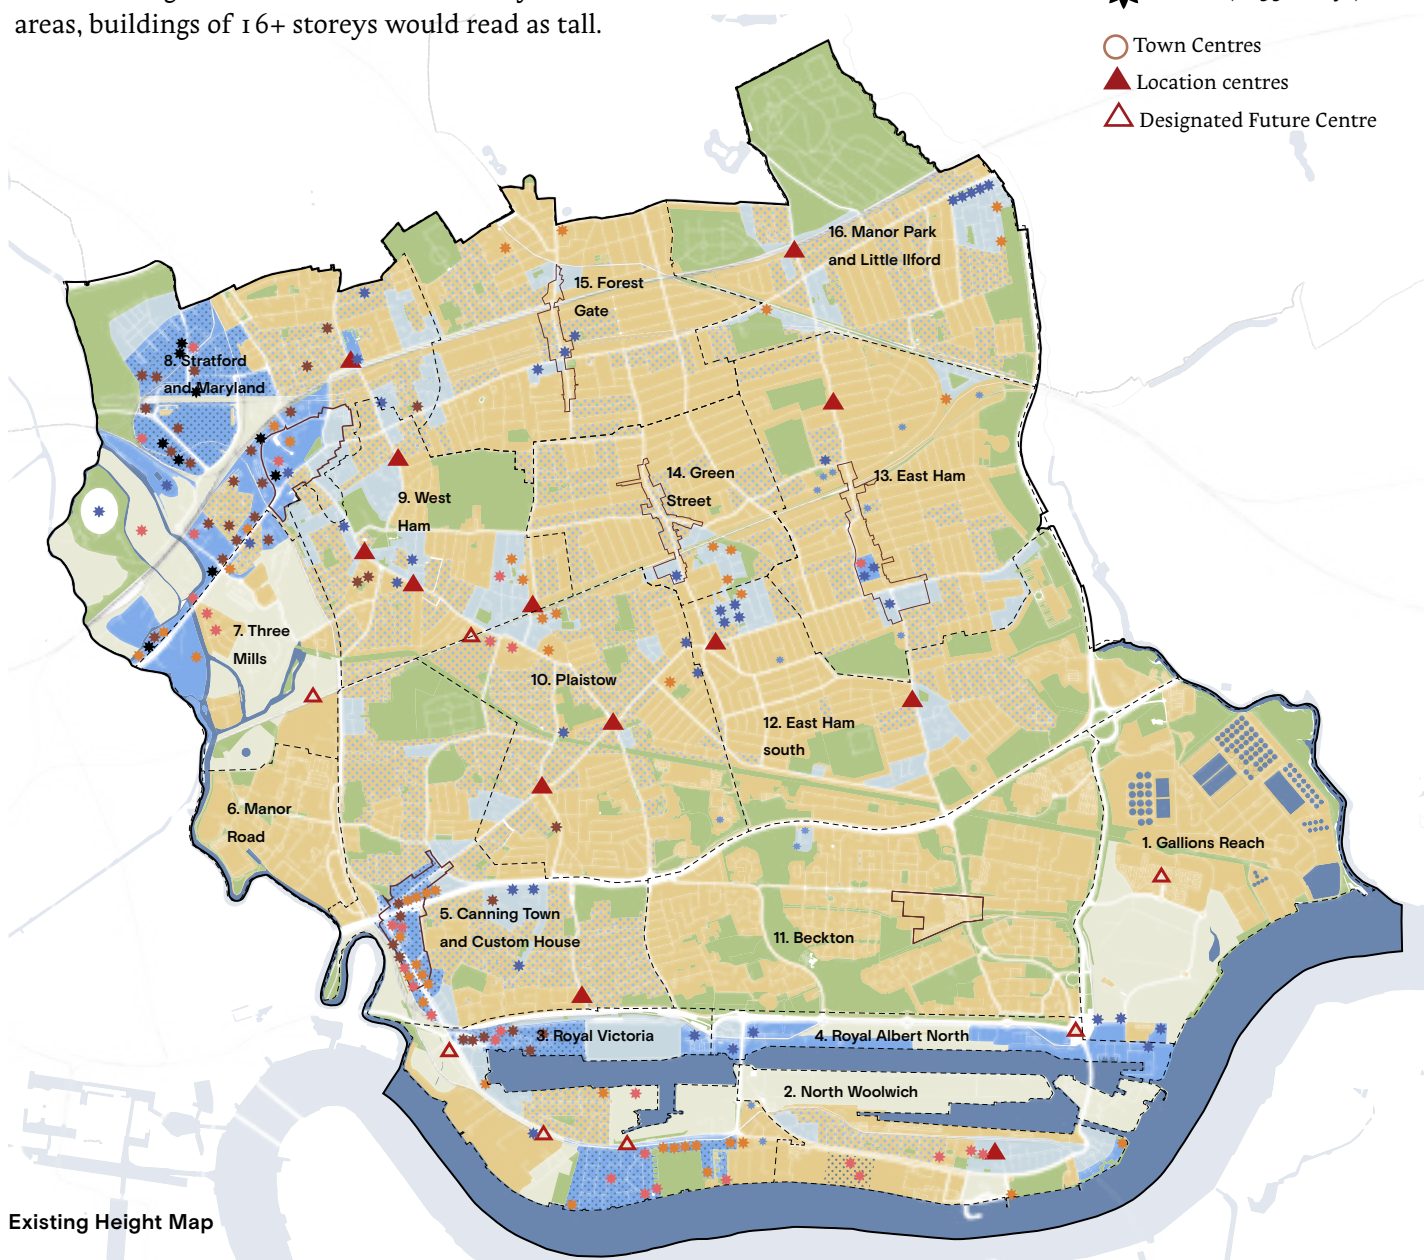 areas, buildings of 16+ storeys would read as tall.
Town Centres
Location centres
Designated Future Centre
16. Manor Park
and Little Ilford
15. Forest
Gate
8. Stratford
and Maryland
14. Green
Street
13. East Ham
9. West
Ham
7. Three
Mills
10. Plaistow
12. East Ham
south
6. Manor
Road
1. Gallions Reach
5. Canning Town
and Custom House
11. Beckton
3. Royal Victoria
4. Royal Albert North
2. North Woolwich
Existing Height Map